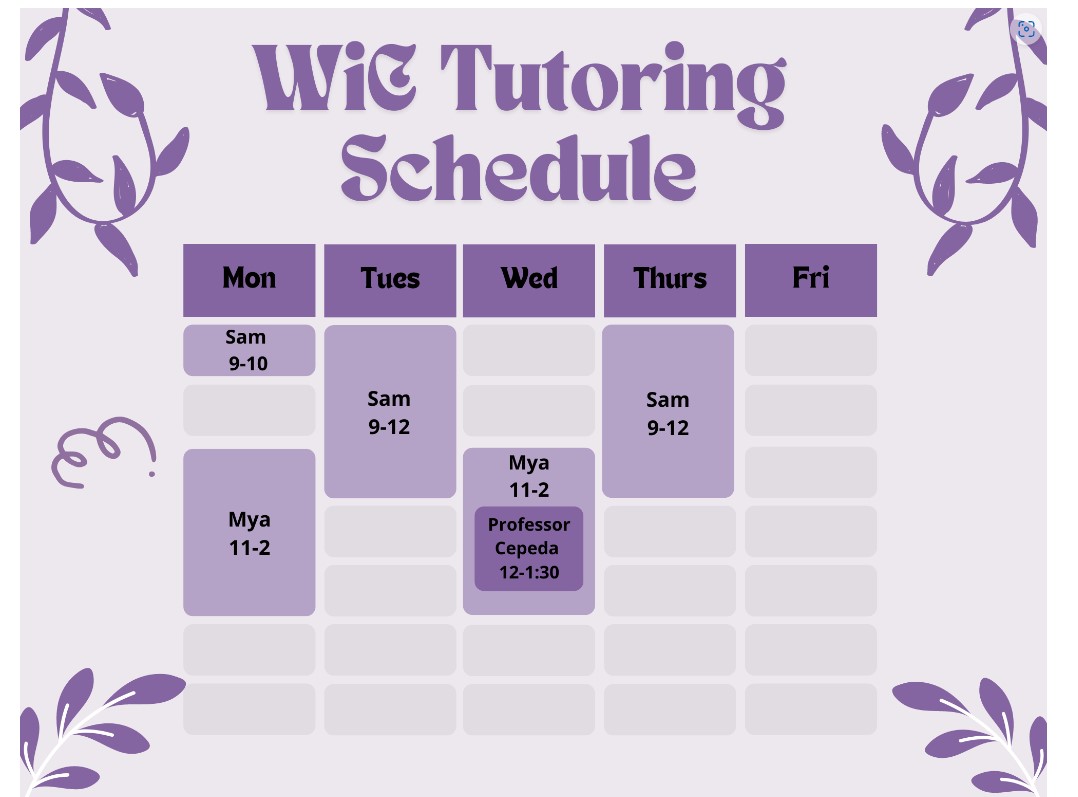 WiC Tutoring
Schedule
Mon
Tues
Wed
Thurs
Fri
Sam
9-10
Sam
9-12
Sam
9-12
Mya
11-2
Mya
11-2
Professor
Cepeda
12-1:30